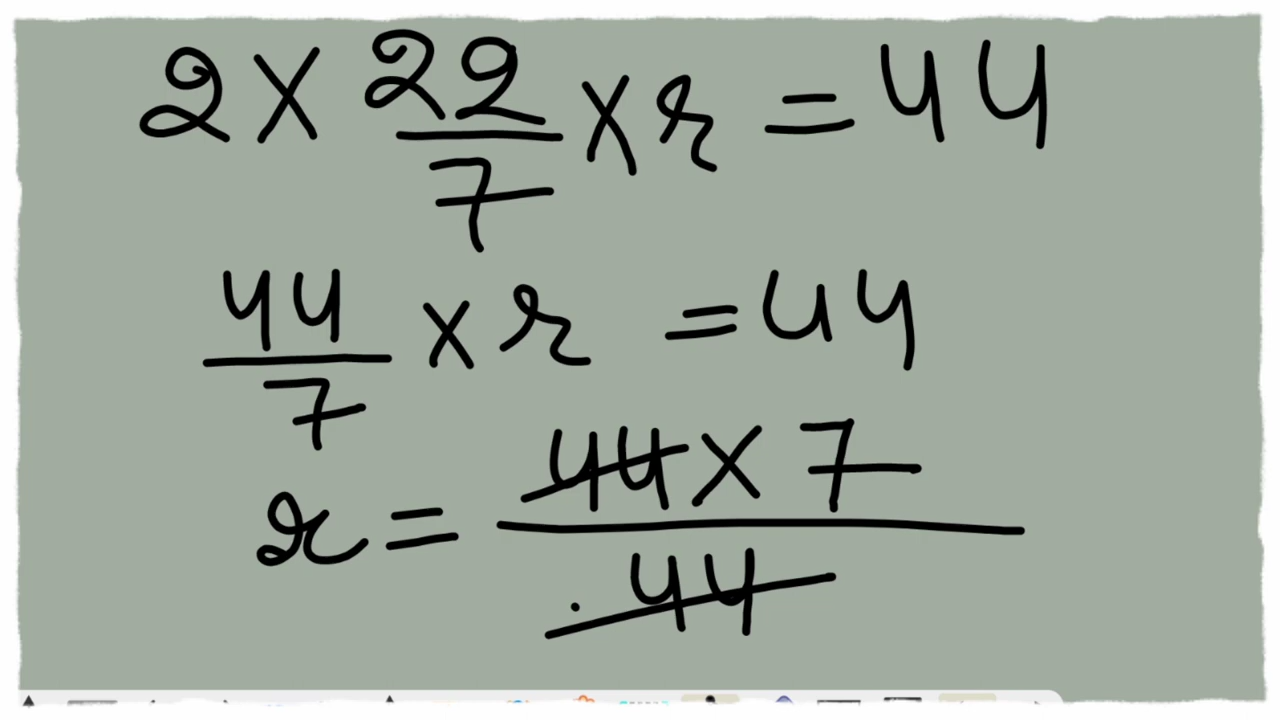 2 × 22/7 × r = 44
44/7 × r = 44
r = 44 × 7 / 44